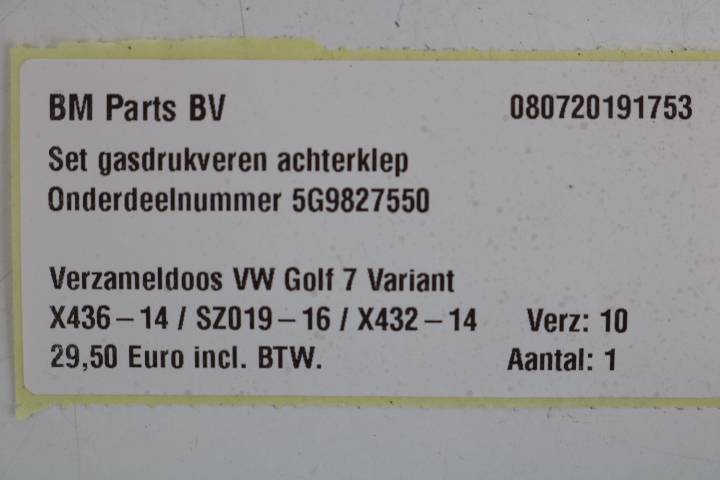 BM Parts BV 080720191753
Set gasdrukveren achterklep
Onderdeelnummer 5G9827550
Verzameldoos VW Golf 7 Variant
X436-14 / SZ019-16 / X432-14 Verz: 10
29,50 Euro incl. BTW. Aantal: 1